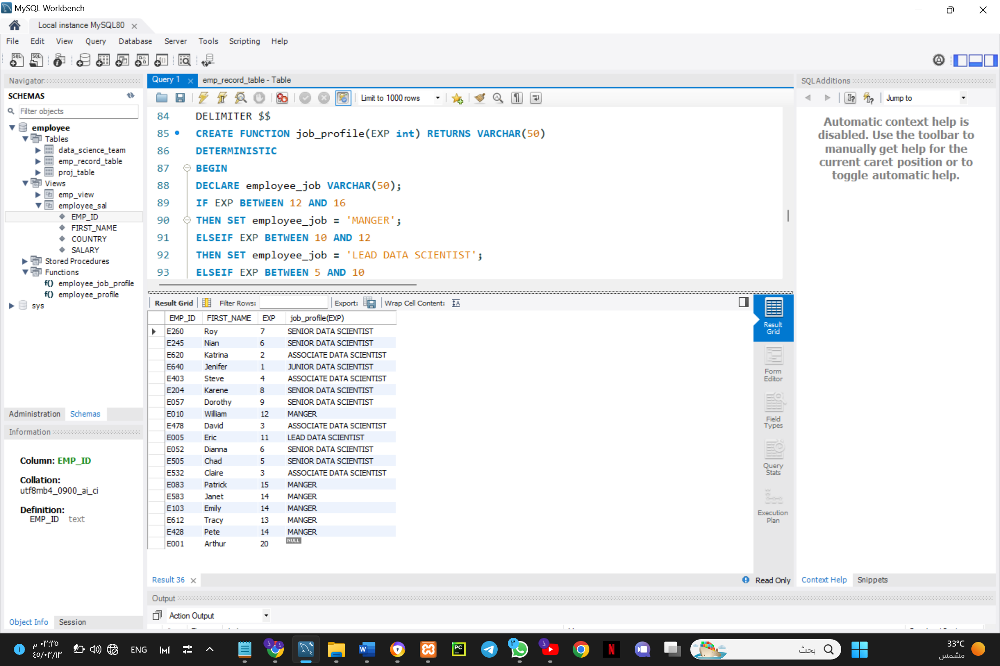 MySQL Workbench
Local instance MySQL80
File Edit View Query Database Server Tools Scripting Help
Navigator
SCHEMAS
Filter objects
employee
Tables
data_science_team
emp_record_table
proj_table
Views
emp_view
employee_sal
EMP_ID
FIRST_NAME
COUNTRY
SALARY
Stored Procedures
Functions
f() employee_job_profile
f() employee_profile
sys
Administration Schemas
Information
Column: EMP_ID
Collation:
utf8mb4_0900_ai_ci
Definition:
EMP_ID text
Object Info Session
Query 1 emp_record_table - Table
Limit to 1000 rows
84 DELIMITER $$
85 CREATE FUNCTION job_profile(EXP int) RETURNS VARCHAR(50)
86 DETERMINISTIC
87 BEGIN
88 DECLARE employee_job VARCHAR(50);
89 IF EXP BETWEEN 12 AND 16
90 THEN SET employee_job = 'MANGER';
91 ELSEIF EXP BETWEEN 10 AND 12
92 THEN SET employee_job = 'LEAD DATA SCIENTIST';
93 ELSEIF EXP BETWEEN 5 AND 10
Result Grid Filter Rows: Export: Wrap Cell Content:
EMP_ID FIRST_NAME EXP job_profile(EXP)
E260 Roy 7 SENIOR DATA SCIENTIST
E245 Nian 6 SENIOR DATA SCIENTIST
E620 Katrina 2 ASSOCIATE DATA SCIENTIST
E640 Jenifer 1 JUNIOR DATA SCIENTIST
E403 Steve 4 ASSOCIATE DATA SCIENTIST
E204 Karene 8 SENIOR DATA SCIENTIST
E057 Dorothy 9 SENIOR DATA SCIENTIST
E010 William 12 MANGER
E478 David 3 ASSOCIATE DATA SCIENTIST
E005 Eric 11 LEAD DATA SCIENTIST
E052 Dianna 6 SENIOR DATA SCIENTIST
E505 Chad 5 SENIOR DATA SCIENTIST
E532 Claire 3 ASSOCIATE DATA SCIENTIST
E083 Patrick 15 MANGER
E583 Janet 14 MANGER
E103 Emily 14 MANGER
E612 Tracy 13 MANGER
E428 Pete 14 MANGER
E001 Arthur 20 NULL
Result
Grid
Form
Editor
Field
Types
Query
Stats
Execution
Plan
Result 36 Read Only
Output
Action Output
SQLAdditions
Jump to
Automatic context help is
disabled. Use the toolbar to
manually get help for the
current caret position or to
toggle automatic help.
Context Help Snippets
٠٣:٣٥ م
٤٥/٠٣/١٣
ENG
بحث
33°C
مشمس